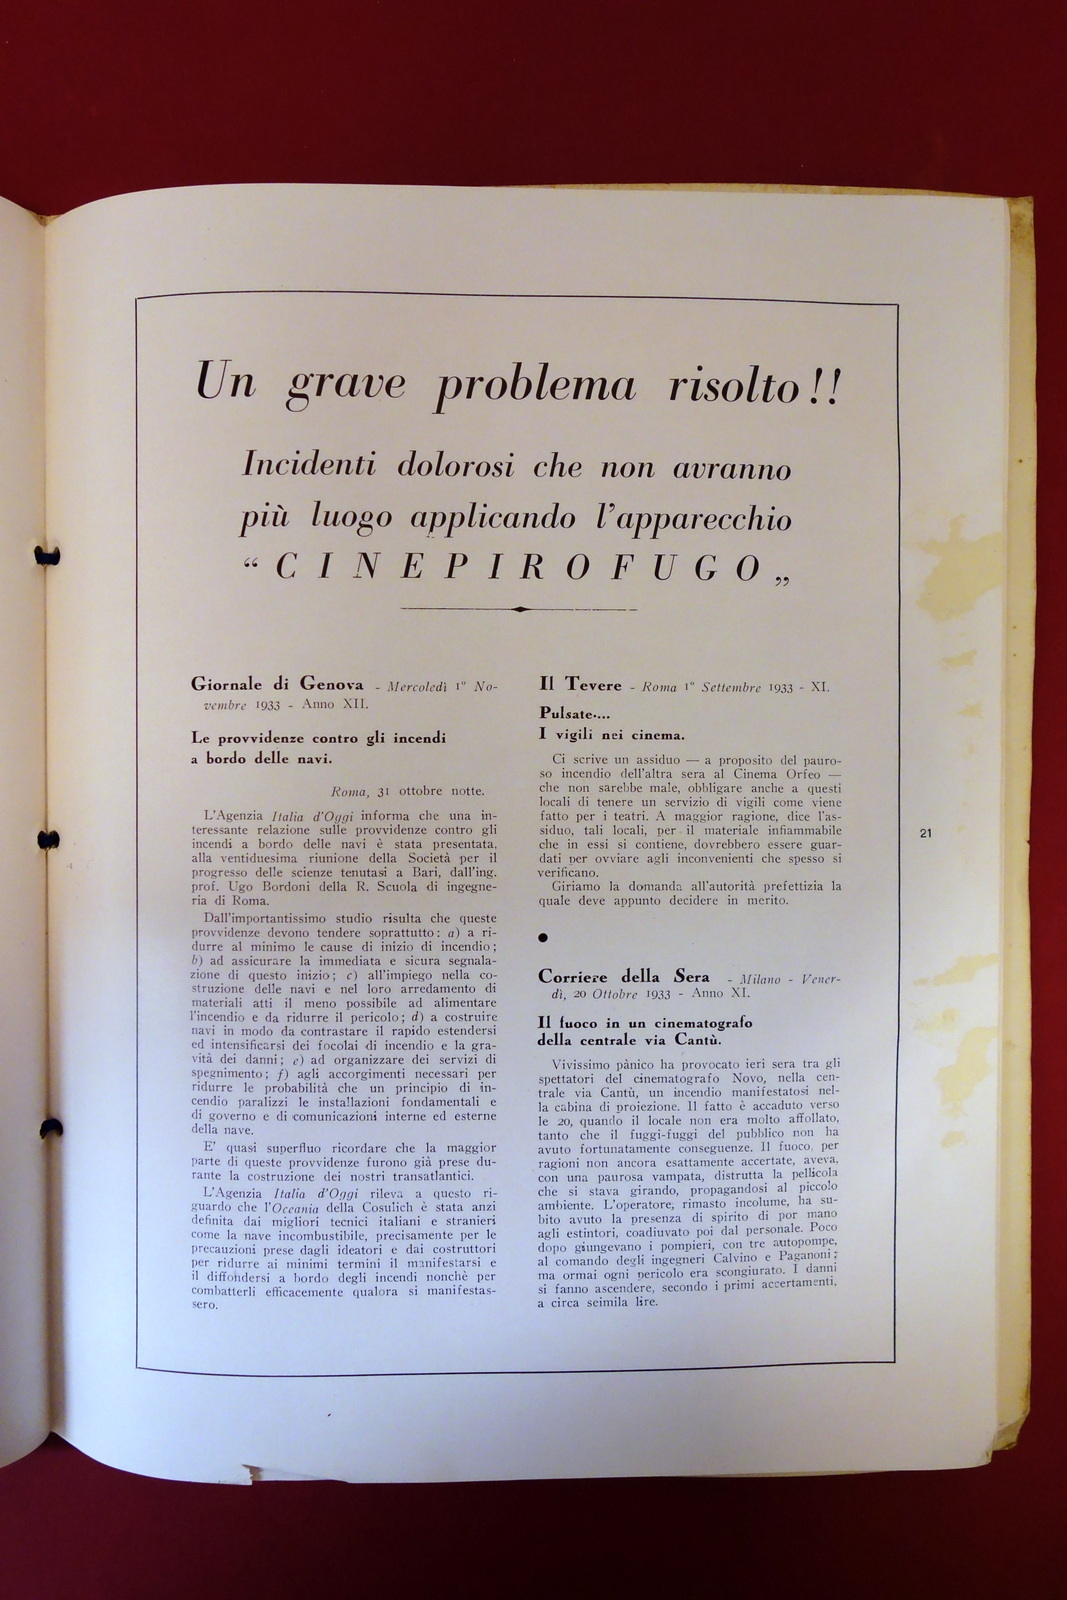 Un grave problema risolto!!
Incidenti dolorosi che non avranno
più luogo applicando l'apparecchio
“CINEPIROFUGO„
Giornale di Genova - Mercoledì 1º No-
vembre 1933 - Anno XII.
Le provvidenze contro gli incendi
a bordo delle navi.
Roma, 31 ottobre notte.
L'Agenzia Italia d'Oggi informa che una in-
teressante relazione sulle provvidenze contro gli
incendi a bordo delle navi è stata presentata,
alla ventiduesima riunione della Società per il
progresso delle scienze tenutasi a Bari, dall'ing.
prof. Ugo Bordoni della R. Scuola di ingegne-
ria di Roma.
Dall'importantissimo studio risulta che queste
provvidenze devono tendere soprattutto: a) a ri-
durre al minimo le cause di inizio di incendio;
b) ad assicurare la immediata e sicura segnala-
zione di questo inizio; c) all'impiego nella co-
struzione delle navi e nel loro arredamento di
materiali atti il meno possibile ad alimentare
l'incendio e da ridurre il pericolo; d) a costruire
navi in modo da contrastare il rapido estendersi
ed intensificarsi dei focolai di incendio e la gra-
vità dei danni; e) ad organizzare dei servizi di
spegnimento; f) agli accorgimenti necessari per
ridurre le probabilità che un principio di in-
cendio paralizzi le installazioni fondamentali e
di governo e di comunicazioni interne ed esterne
della nave.
E' quasi superfluo ricordare che la maggior
parte di queste provvidenze furono già prese du-
rante la costruzione dei nostri transatlantici.
L'Agenzia Italia d'Oggi rileva a questo ri-
guardo che l'Oceania della Cosulich è stata anzi
definita dai migliori tecnici italiani e stranieri
come la nave incombustibile, precisamente per le
precauzioni prese dagli ideatori e dai costruttori
per ridurre ai minimi termini il manifestarsi e
il diffondersi a bordo degli incendi nonchè per
combatterli efficacemente qualora si manifestas-
sero.
Il Tevere - Roma 1º Settembre 1933 - XI.
Pulsate....
I vigili nei cinema.
Ci scrive un assiduo — a proposito del pauro-
so incendio dell'altra sera al Cinema Orfeo —
che non sarebbe male, obbligare anche a questi
locali di tenere un servizio di vigili come viene
fatto per i teatri. A maggior ragione, dice l'as-
siduo, tali locali, per il materiale infiammabile
che in essi si contiene, dovrebbero essere guar-
dati per ovviare agli inconvenienti che spesso si
verificano.
Giriamo la domanda all'autorità prefettizia la
quale deve appunto decidere in merito.
●
Corriere della Sera - Milano - Vener-
dì, 20 Ottobre 1933 - Anno XI.
Il fuoco in un cinematografo
della centrale via Cantù.
Vivissimo pànico ha provocato ieri sera tra gli
spettatori del cinematografo Novo, nella cen-
trale via Cantù, un incendio manifestatosi nel-
la cabina di proiezione. Il fatto è accaduto verso
le 20, quando il locale non era molto affollato,
tanto che il fuggi-fuggi del pubblico non ha
avuto fortunatamente conseguenze. Il fuoco, per
ragioni non ancora esattamente accertate, aveva,
con una paurosa vampata, distrutta la pellicola
che si stava girando, propagandosi al piccolo
ambiente. L'operatore, rimasto incolume, ha su-
bito avuto la presenza di spirito di por mano
agli estintori, coadiuvato poi dal personale. Poco
dopo giungevano i pompieri, con tre autopompe,
al comando degli ingegneri Calvino e Paganoni;
ma ormai ogni pericolo era scongiurato. I danni
si fanno ascendere, secondo i primi accertamenti,
a circa seimila lire.
21